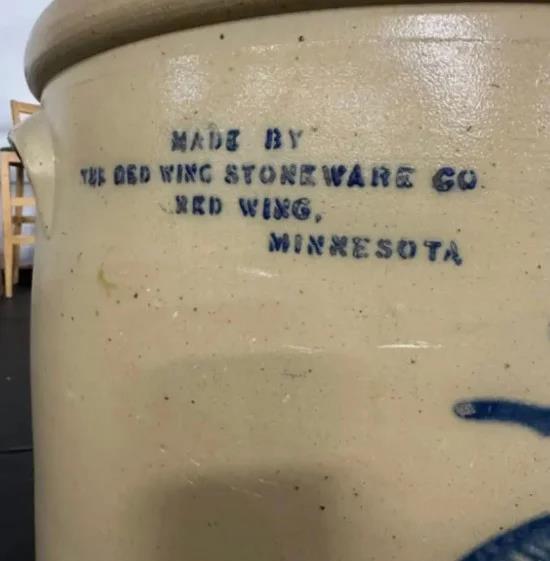 MADE BY
THE RED WING STONEWARE CO
RED WING,
MINNESOTA